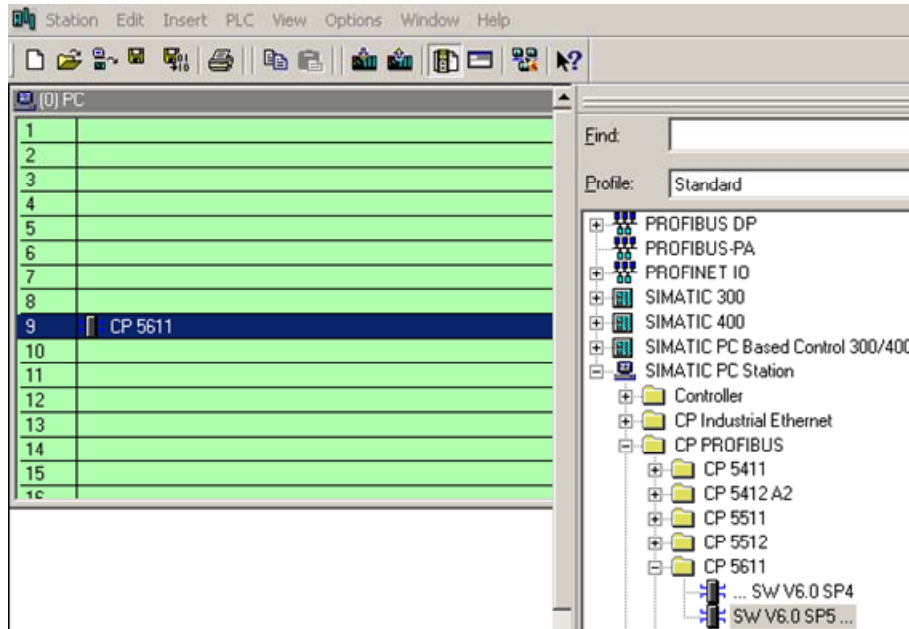 Station Edit Insert PLC View Options Window Help
(0) PC
1
2
3
4
5
6
7
8
9 CP 5611
10
11
12
13
14
15
16
Find:
Profile: Standard
PROFIBUS DP
PROFIBUS-PA
PROFINET IO
SIMATIC 300
SIMATIC 400
SIMATIC PC Based Control 300/400
SIMATIC PC Station
Controller
CP Industrial Ethernet
CP PROFIBUS
CP 5411
CP 5412 A2
CP 5511
CP 5512
CP 5611
... SW V6.0 SP4
SW V6.0 SP5 ...